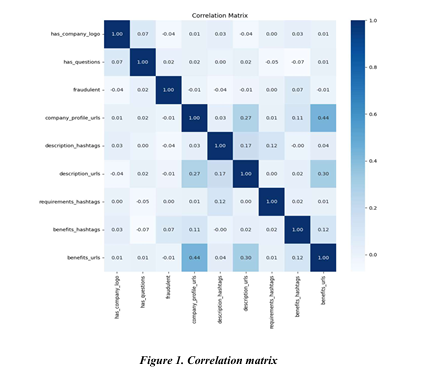 Correlation Matrix
has_company_logo 1.00 0.07 -0.04 0.01 0.03 -0.04 0.00 0.03 0.01
has_questions 0.07 1.00 0.02 0.02 0.00 0.02 -0.05 -0.07 0.01
fraudulent -0.04 0.02 1.00 -0.01 -0.04 -0.01 0.00 0.07 -0.01
company_profile_urls 0.01 0.02 -0.01 1.00 0.03 0.27 0.01 0.11 0.44
description_hashtags 0.03 0.00 -0.04 0.03 1.00 0.17 0.12 -0.00 0.04
description_urls -0.04 0.02 -0.01 0.27 0.17 1.00 0.00 0.02 0.30
requirements_hashtags 0.00 -0.05 0.00 0.01 0.12 0.00 1.00 0.02 0.01
benefits_hashtags 0.03 -0.07 0.07 0.11 -0.00 0.02 0.02 1.00 0.12
benefits_urls 0.01 0.01 -0.01 0.44 0.04 0.30 0.01 0.12 1.00
has_company_logo
has_questions
fraudulent
company_profile_urls
description_hashtags
description_urls
requirements_hashtags
benefits_hashtags
benefits_urls
1.0
0.8
0.6
0.4
0.2
0.0
Figure 1. Correlation matrix